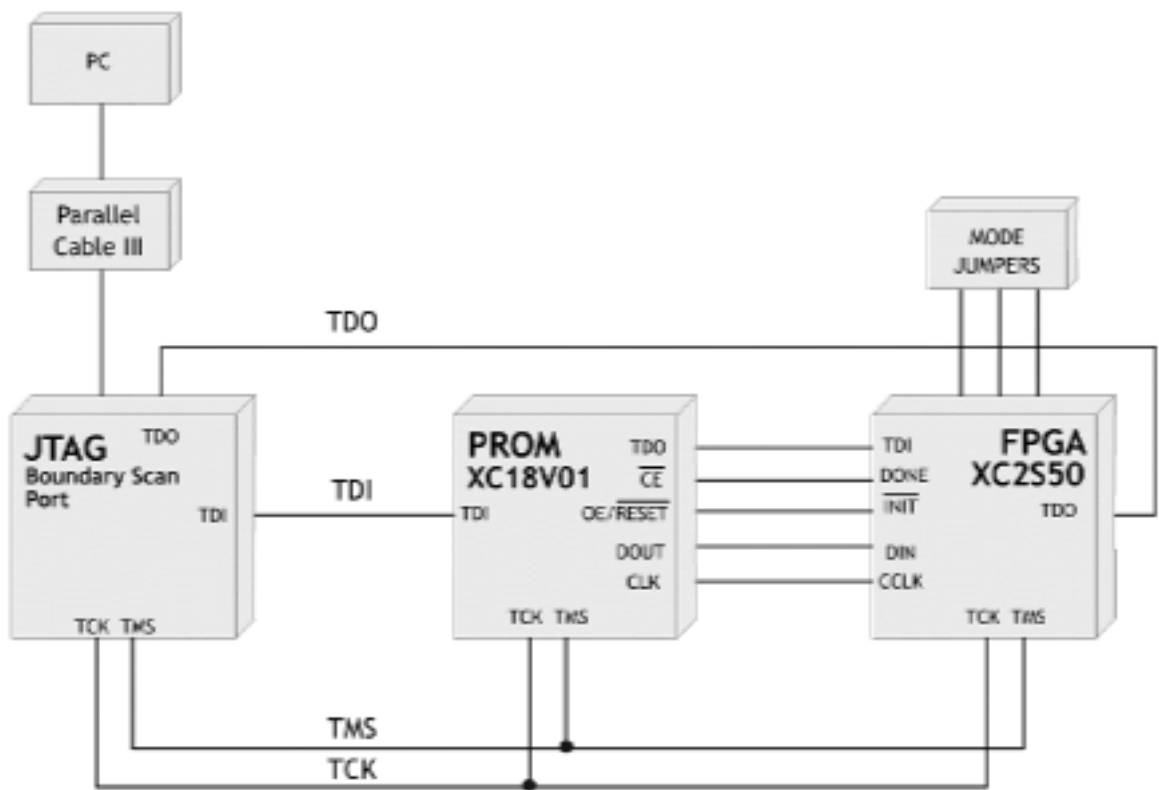 PC
Parallel
Cable III
MODE
JUMPERS
TDO
JTAG
Boundary Scan
Port
TDO
TDI
TCK TMS
TDI
PROM
XC18V01
TDI
TDO
CE
OE/RESET
DOUT
CLK
TCK TMS
FPGA
XC2S50
TDI
DONE
INIT
DIN
CCLK
TDO
TCK TMS
TMS
TCK